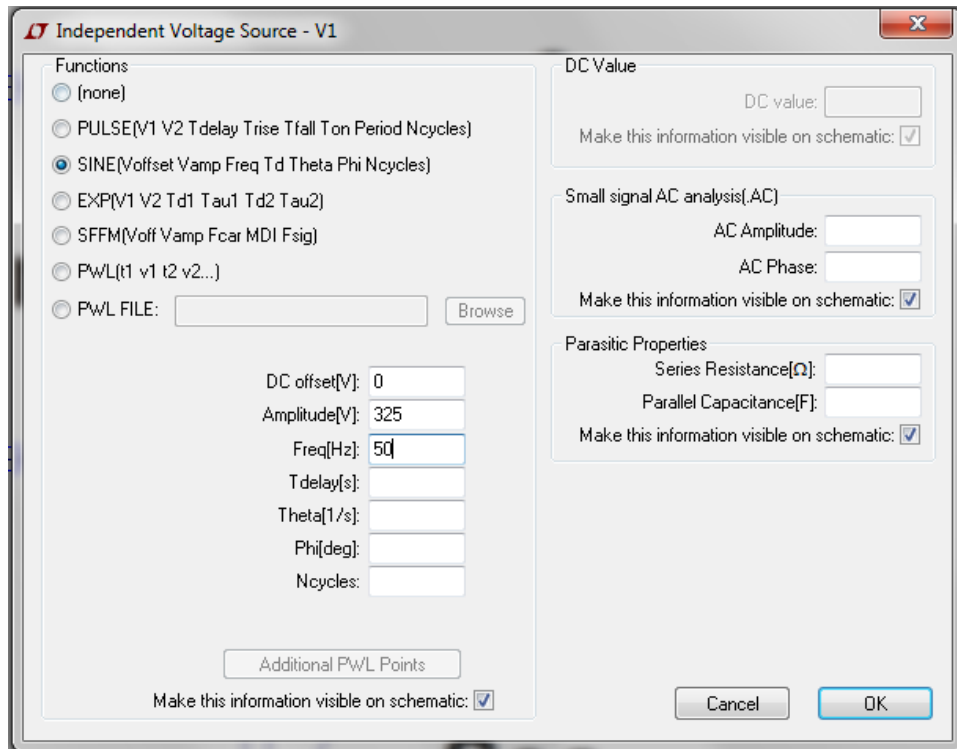 Independent Voltage Source - V1
Functions
(none)
PULSE(V1 V2 Tdelay Trise Tfall Ton Period Ncycles)
SINE(Voffset Vamp Freq Td Theta Phi Ncycles)
EXP(V1 V2 Td1 Tau1 Td2 Tau2)
SFFM(Voff Vamp Fcar MDI Fsig)
PWL(t1 v1 t2 v2...)
PWL FILE:
Browse
DC offset[V]: 0
Amplitude[V]: 325
Freq[Hz]: 50
Tdelay[s]:
Theta[1/s]:
Phi[deg]:
Ncycles:
Additional PWL Points
Make this information visible on schematic:
DC Value
DC value:
Make this information visible on schematic:
Small signal AC analysis(.AC)
AC Amplitude:
AC Phase:
Make this information visible on schematic:
Parasitic Properties
Series Resistance[Ω]:
Parallel Capacitance[F]:
Make this information visible on schematic:
Cancel
OK